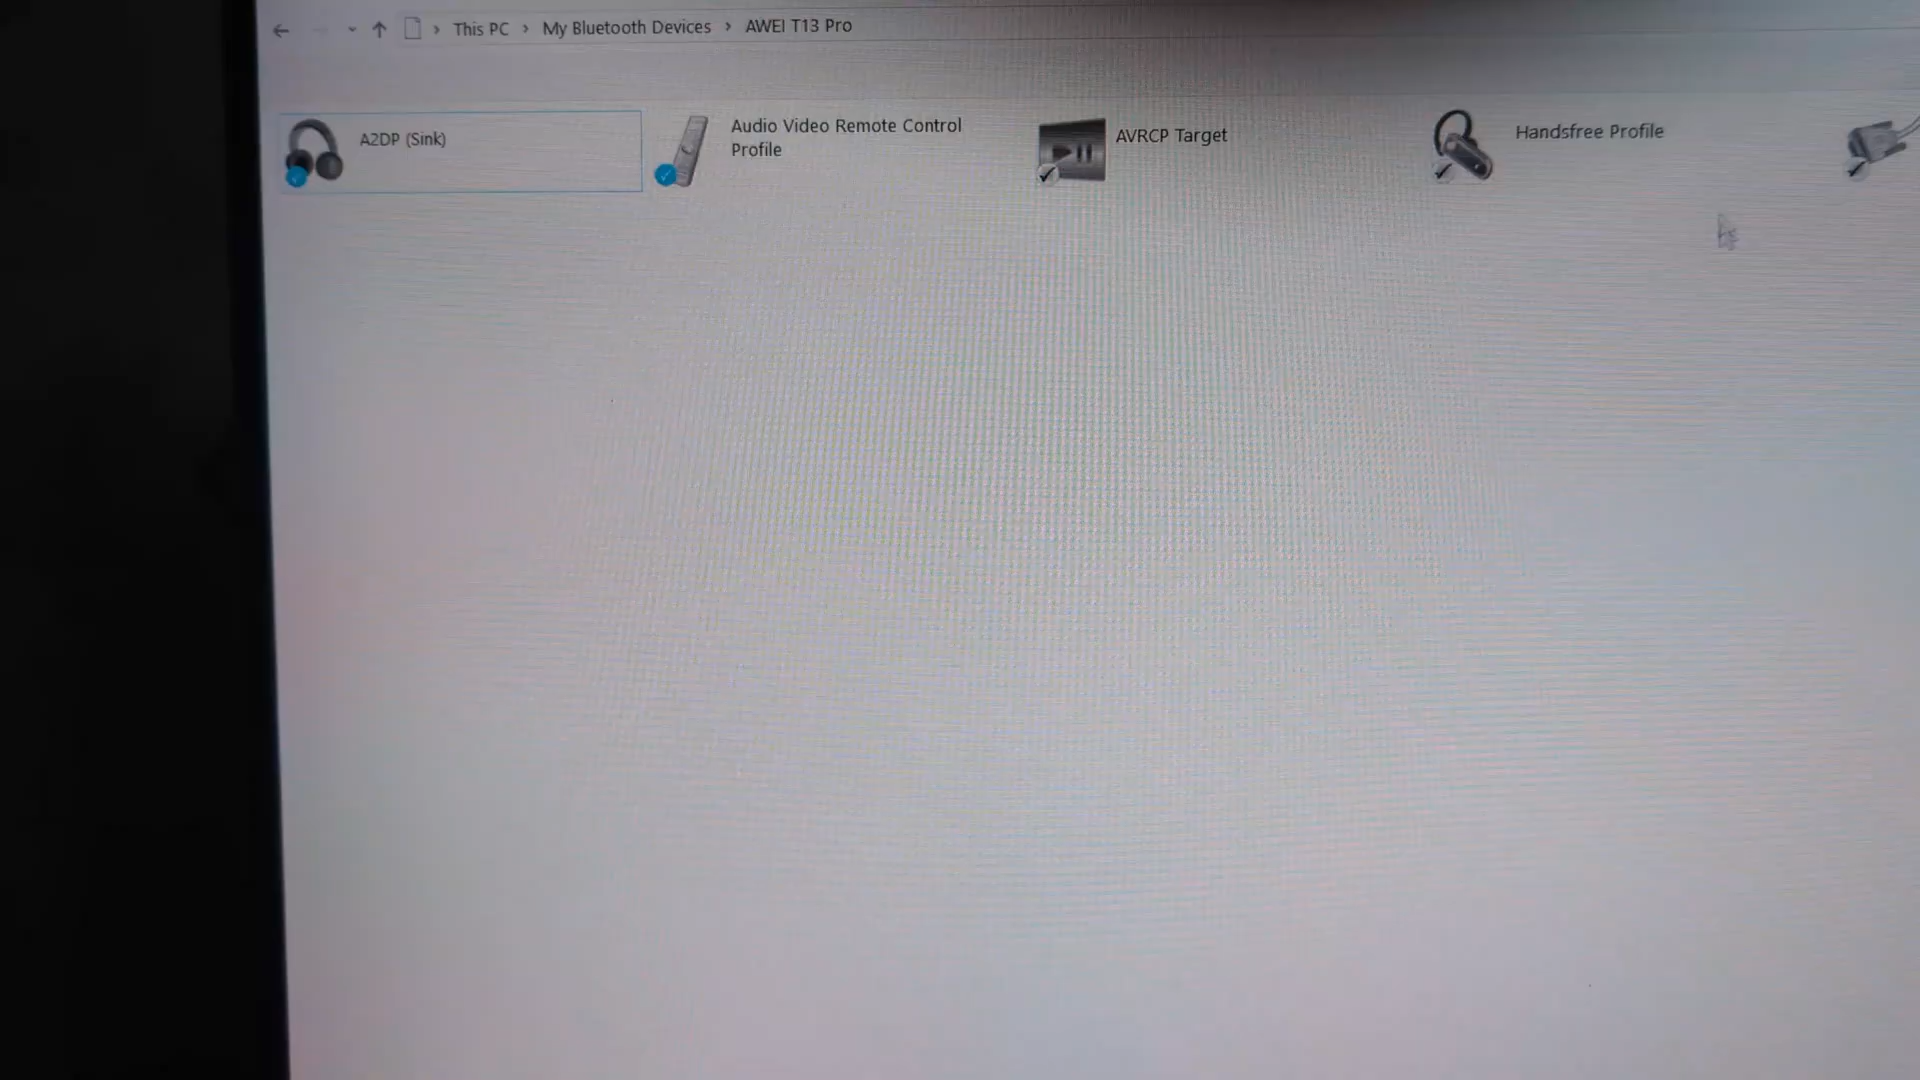 This PC > My Bluetooth Devices > AWEI T13 Pro
A2DP (Sink)
Audio Video Remote Control
Profile
AVRCP Target
Handsfree Profile